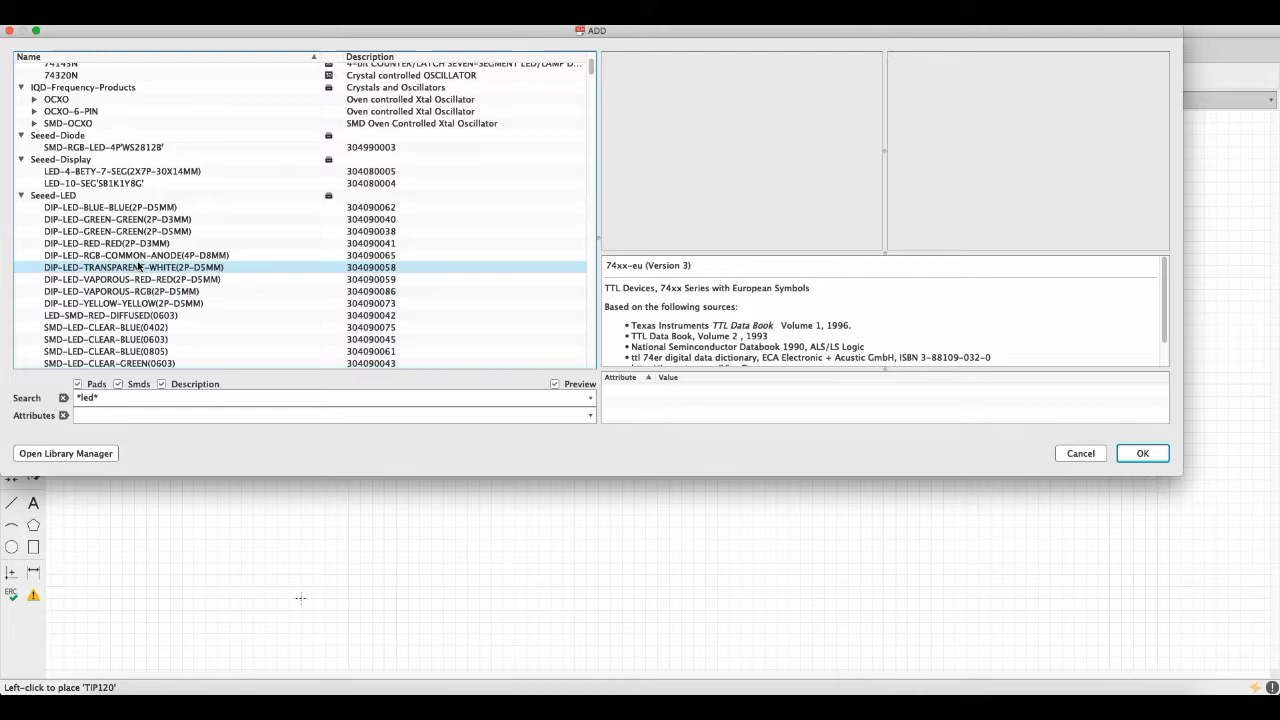 ADD
Name Description
74143N 4-bit COUNTER/LATCH SEVEN-SEGMENT LED/LAMP D...
74320N Crystal controlled OSCILLATOR
IQD-Frequency-Products Crystals and Oscillators
OCXO Oven controlled Xtal Oscillator
OCXO-6-PIN Oven controlled Xtal Oscillator
SMD-OCXO SMD Oven Controlled Xtal Oscillator
Seeed-Diode
SMD-RGB-LED-4P'WS2812B' 304990003
Seeed-Display
LED-4-BETY-7-SEG(2X7P-30X14MM) 304080005
LED-10-SEG'SB1K1Y8G' 304080004
Seeed-LED
DIP-LED-BLUE-BLUE(2P-D5MM) 304090062
DIP-LED-GREEN-GREEN(2P-D3MM) 304090040
DIP-LED-GREEN-GREEN(2P-D5MM) 304090038
DIP-LED-RED-RED(2P-D3MM) 304090041
DIP-LED-RGB-COMMON-ANODE(4P-D8MM) 304090065
DIP-LED-TRANSPARENT-WHITE(2P-D5MM) 304090058
DIP-LED-VAPOROUS-RED-RED(2P-D5MM) 304090059
DIP-LED-VAPOROUS-RGB(2P-D5MM) 304090086
DIP-LED-YELLOW-YELLOW(2P-D5MM) 304090073
LED-SMD-RED-DIFFUSED(0603) 304090042
SMD-LED-CLEAR-BLUE(0402) 304090075
SMD-LED-CLEAR-BLUE(0603) 304090045
SMD-LED-CLEAR-BLUE(0805) 304090061
SMD-LED-CLEAR-GREEN(0603) 304090043
Pads Smds Description Preview
Search *led*
Attributes
Open Library Manager
74xx-eu (Version 3)
TTL Devices, 74xx Series with European Symbols
Based on the following sources:
• Texas Instruments TTL Data Book Volume 1, 1996.
• TTL Data Book, Volume 2 , 1993
• National Seminconductor Databook 1990, ALS/LS Logic
• ttl 74er digital data dictionary, ECA Electronic + Acustic GmbH, ISBN 3-88109-032-0
Attribute Value
Cancel OK
A
ERC
Left-click to place 'TIP120'